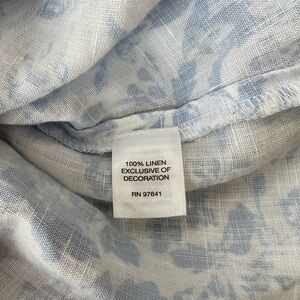 100% LINEN
EXCLUSIVE OF
DECORATION
RN 97641